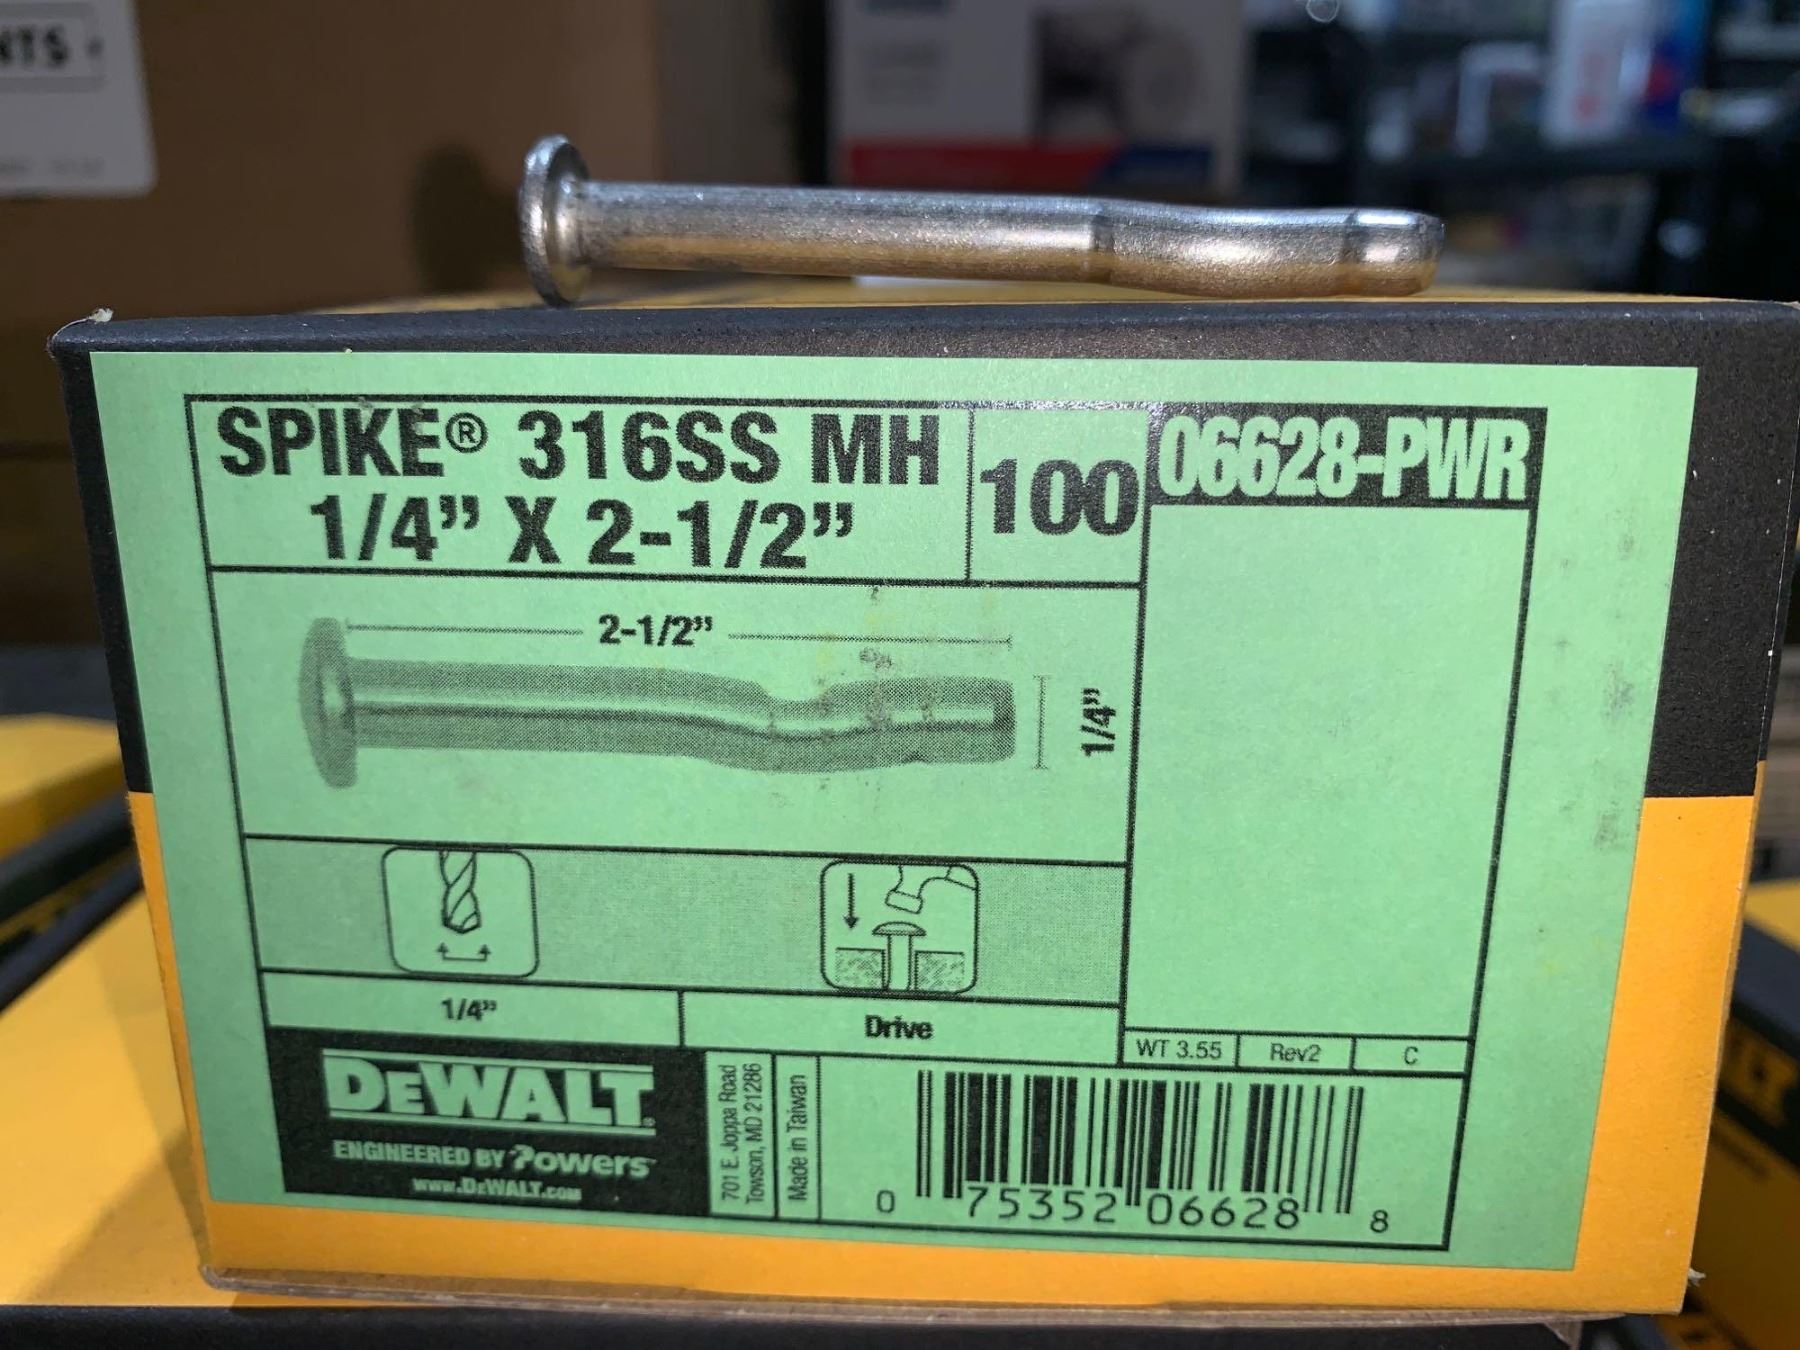 NTS
SPIKE® 316SS MH
1/4” X 2-1/2”
100
06628-PWR
2-1/2”
1/4”
1/4”
Drive
WT 3.55
Rev2
C
DEWALT
ENGINEERED BY Powers
www.DeWALT.com
701 E. Joppa Road
Towson, MD 21286
Made in Taiwan
0 75352 06628 8
LT